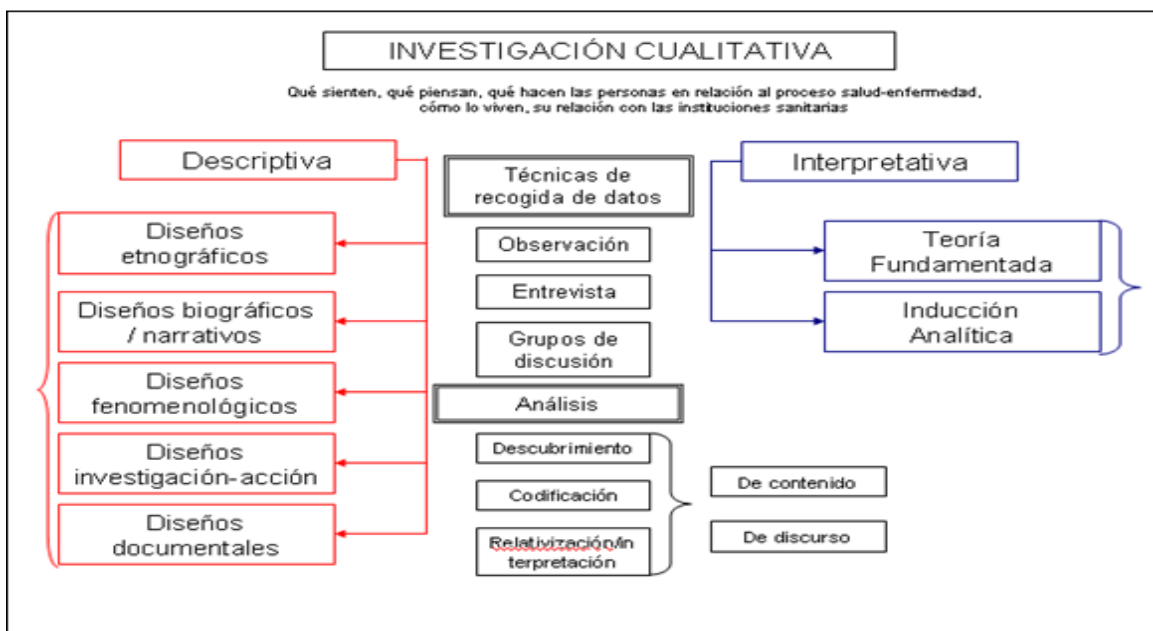 INVESTIGACIÓN CUALITATIVA
Qué sienten, qué piensan, qué hacen las personas en relación al proceso salud-enfermedad,
cómo lo viven, su relación con las instituciones sanitarias
Descriptiva
Diseños
etnográficos
Diseños biográficos
/ narrativos
Diseños
fenomenológicos
Diseños
investigación-acción
Diseños
documentales
Técnicas de
recogida de datos
Observación
Entrevista
Grupos de
discusión
Análisis
Descubrimiento
Codificación
Relativización/in
terpretación
De contenido
De discurso
Interpretativa
Teoría
Fundamentada
Inducción
Analítica